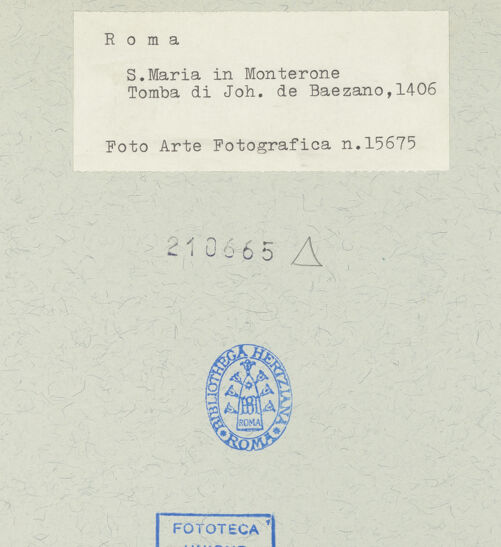 Roma
S.Maria in Monterone
Tomba di Joh. de Baezano,1406
Foto Arte Fotografica n.15675
210665
BIBLIOTHECA HERTZIANA
ROMA
ROMA
FOTOTECA